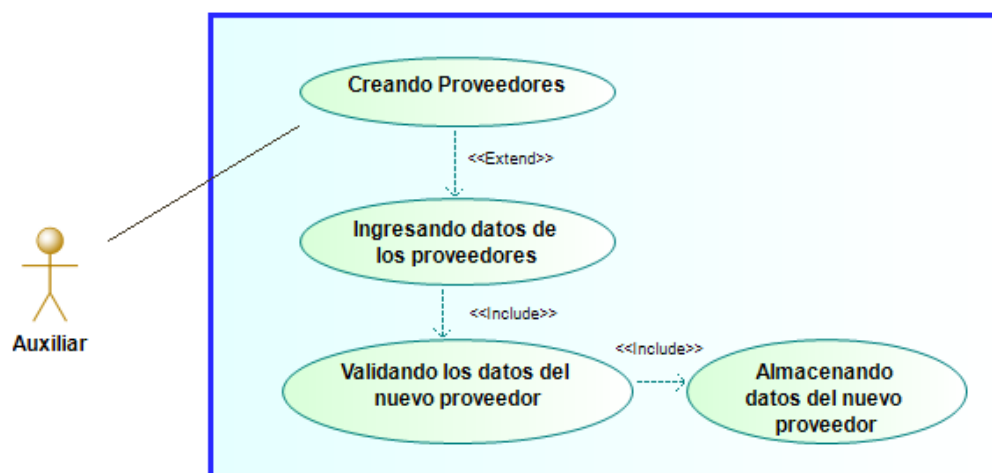 Creando Proveedores
<<Extend>>
Ingresando datos de
los proveedores
<<Include>>
Auxiliar
Validando los datos del
nuevo proveedor
<<Include>>
Almacenando
datos del nuevo
proveedor